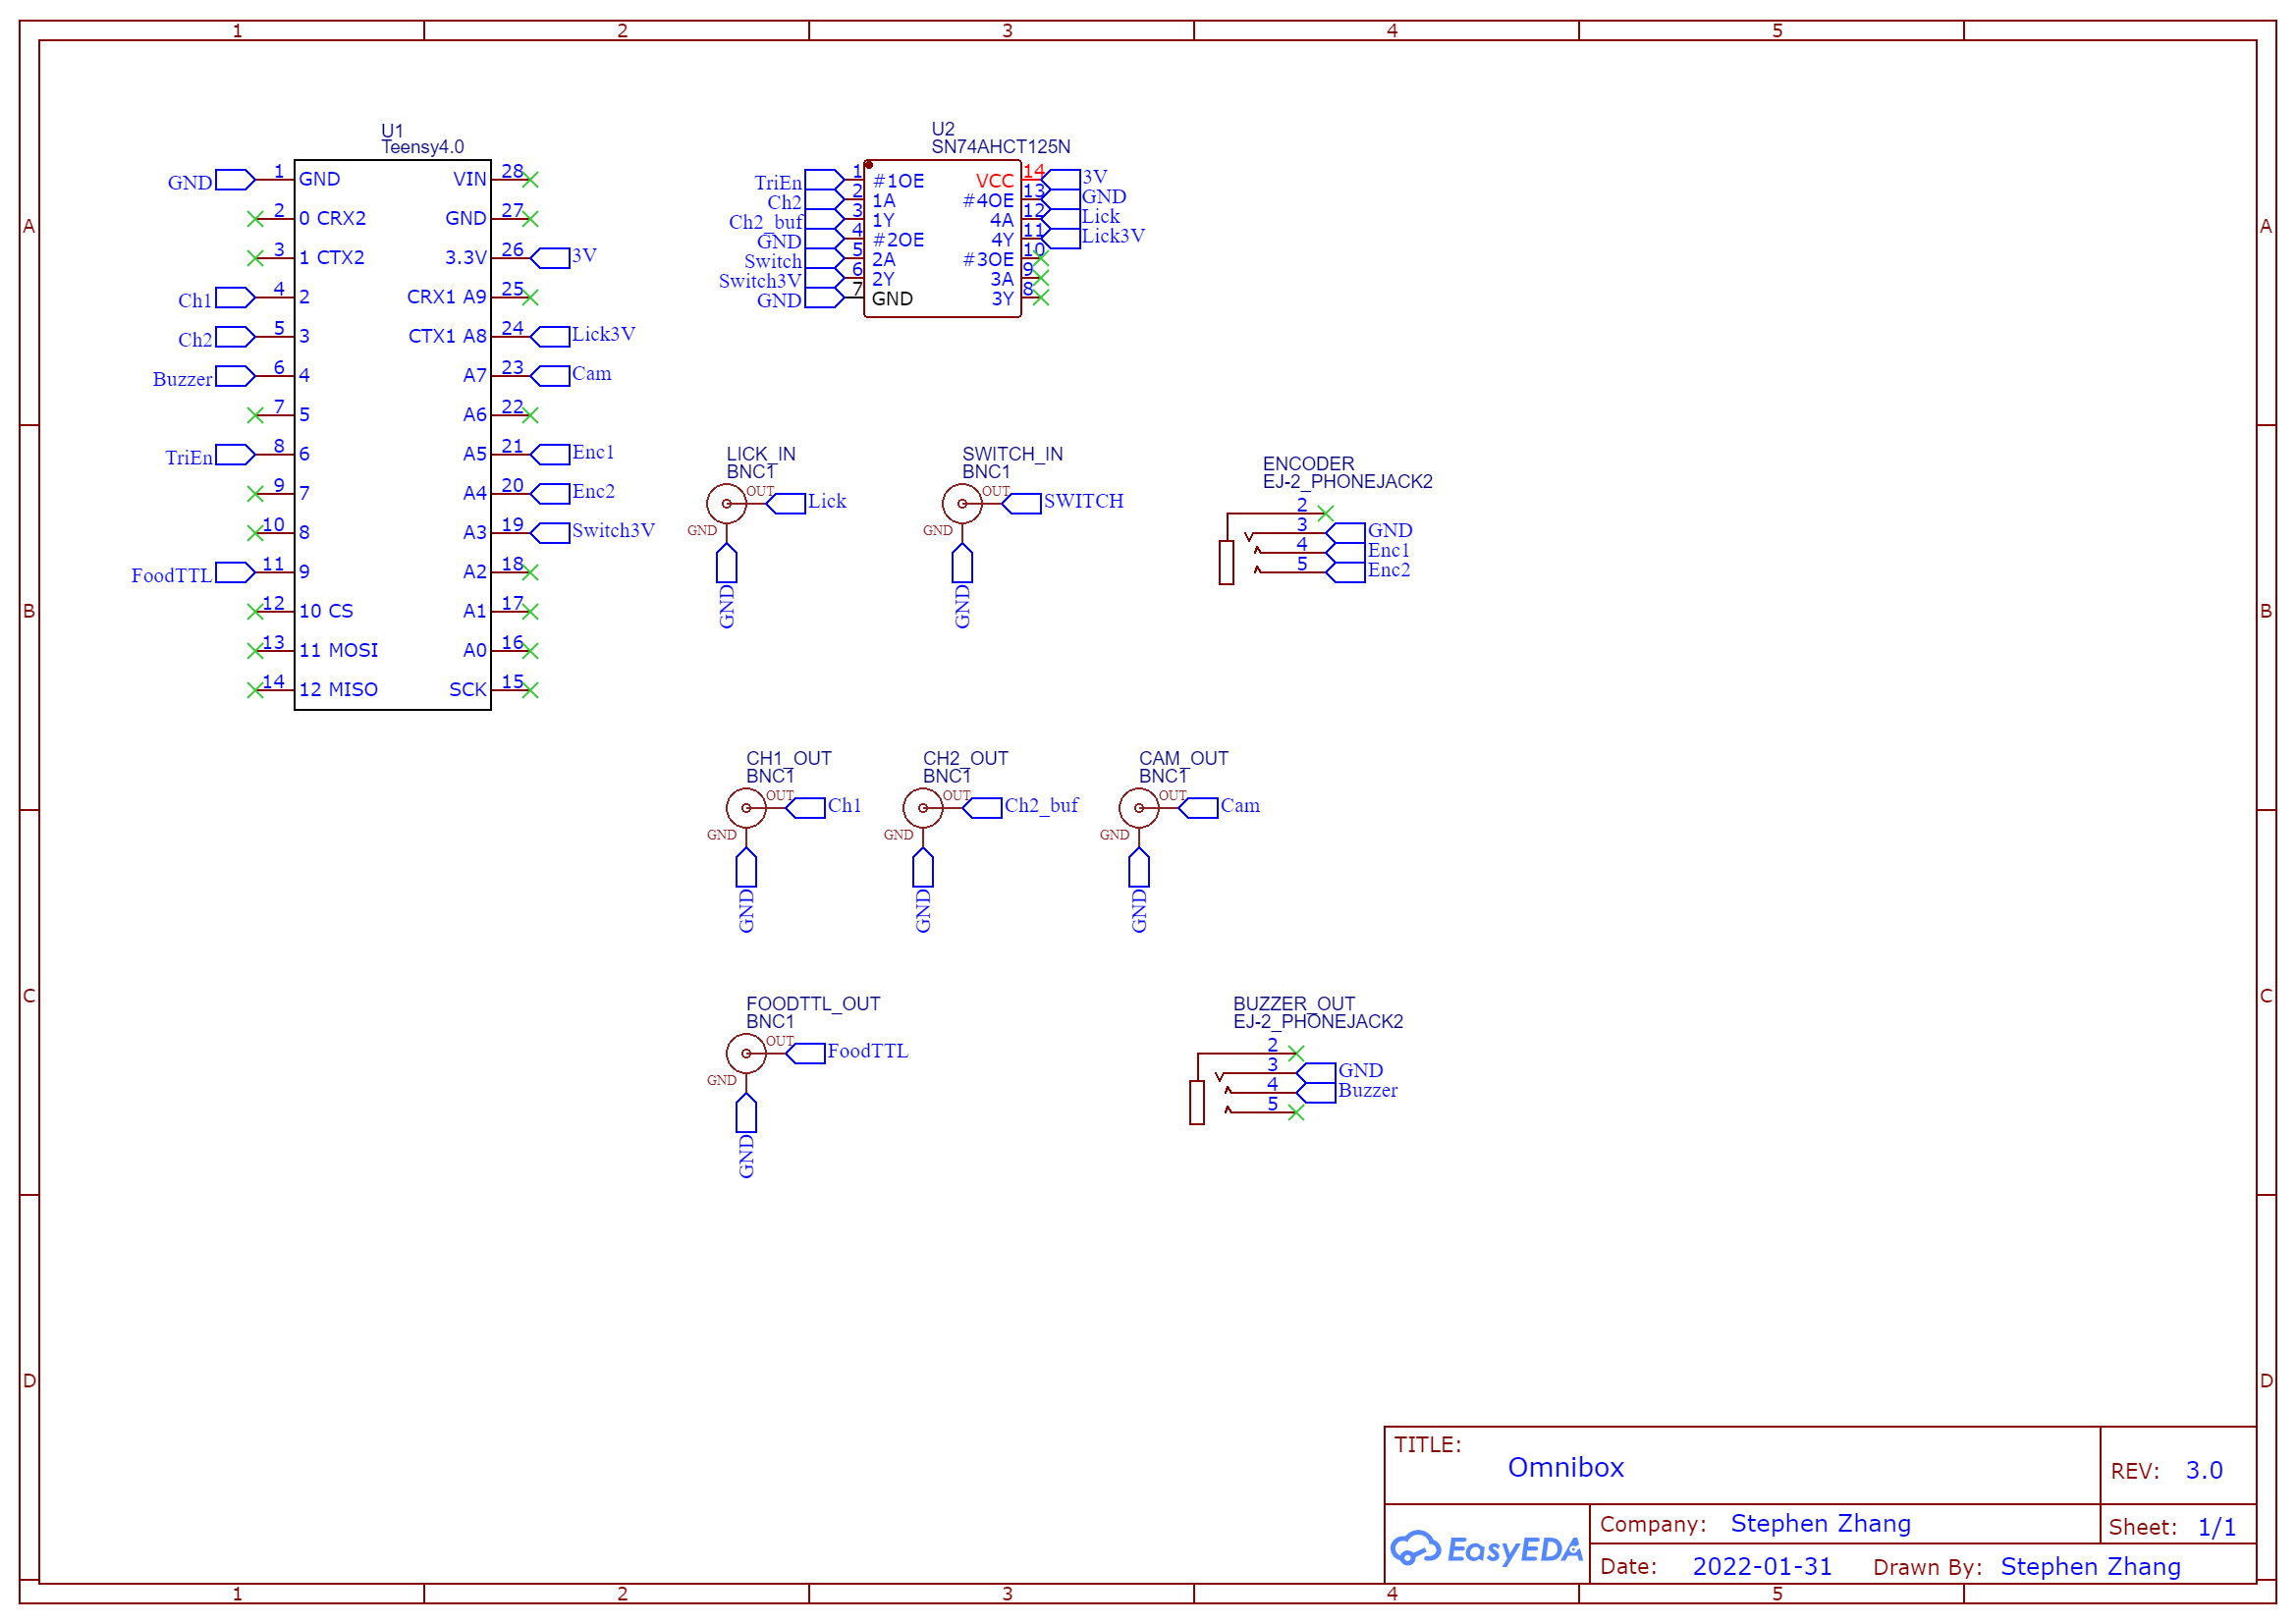 1 2 3 4 5
A A
B B
C C
D D
U1
Teensy4.0
GND 1 GND VIN 28
2 0 CRX2 GND 27
3 1 CTX2 3.3V 26 3V
Ch1 4 2 CRX1 A9 25
Ch2 5 3 CTX1 A8 24 Lick3V
Buzzer 6 4 A7 23 Cam
7 5 A6 22
TriEn 8 6 A5 21 Enc1
9 7 A4 20 Enc2
10 8 A3 19 Switch3V
FoodTTL 11 9 A2 18
12 10 CS A1 17
13 11 MOSI A0 16
14 12 MISO SCK 15
U2
SN74AHCT125N
TriEn 1 #1OE VCC 14 3V
Ch2 2 1A #4OE 13 GND
Ch2_buf 3 1Y 4A 12 Lick
GND 4 #2OE 4Y 11 Lick3V
Switch 5 2A #3OE 10
Switch3V 6 2Y 3A 9
GND 7 GND 3Y 8
LICK_IN
BNC1
OUT Lick
GND
GND
SWITCH_IN
BNC1
OUT SWITCH
GND
GND
ENCODER
EJ-2_PHONEJACK2
2
3 GND
4 Enc1
5 Enc2
CH1_OUT
BNC1
OUT Ch1
GND
GND
CH2_OUT
BNC1
OUT Ch2_buf
GND
GND
CAM_OUT
BNC1
OUT Cam
GND
GND
FOODTTL_OUT
BNC1
OUT FoodTTL
GND
GND
BUZZER_OUT
EJ-2_PHONEJACK2
2
3 GND
4 Buzzer
5
TITLE:
Omnibox
REV: 3.0
EasyEDA
Company: Stephen Zhang
Sheet: 1/1
Date: 2022-01-31 Drawn By: Stephen Zhang
1 2 3 4 5